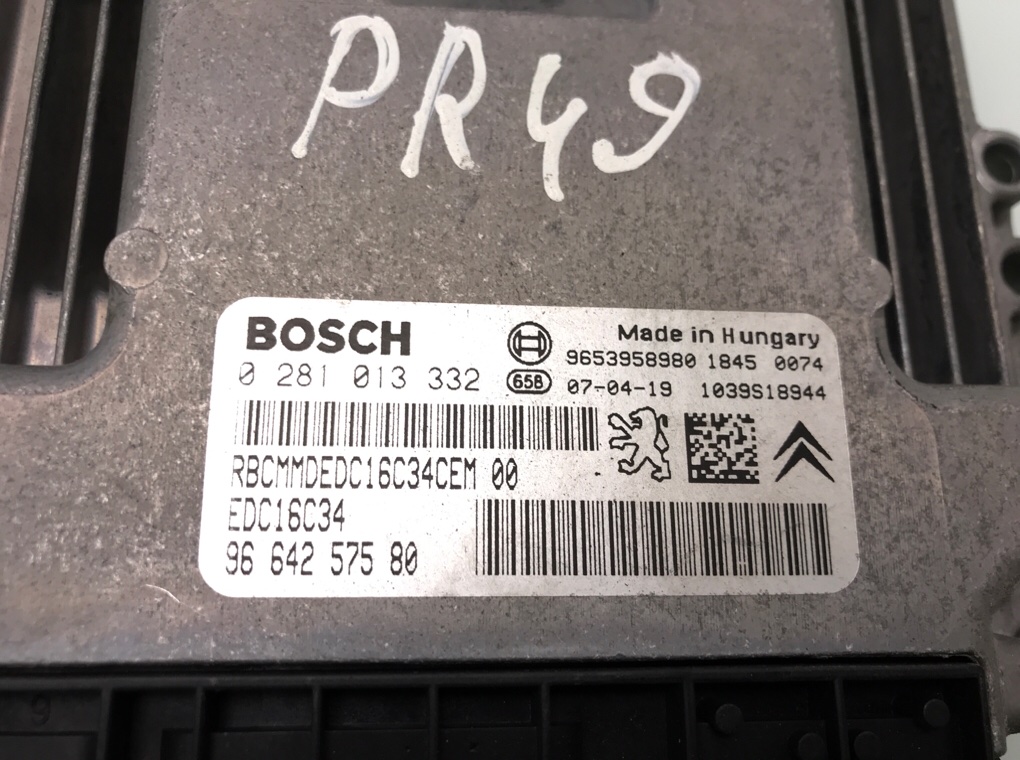 PR49
BOSCH
Made in Hungary
9653958980 1845 0074
0 281 013 332
658
07-04-19 1039S18944
RBCMMDEDC16C34CEM 00
EDC16C34
96 642 575 80
9